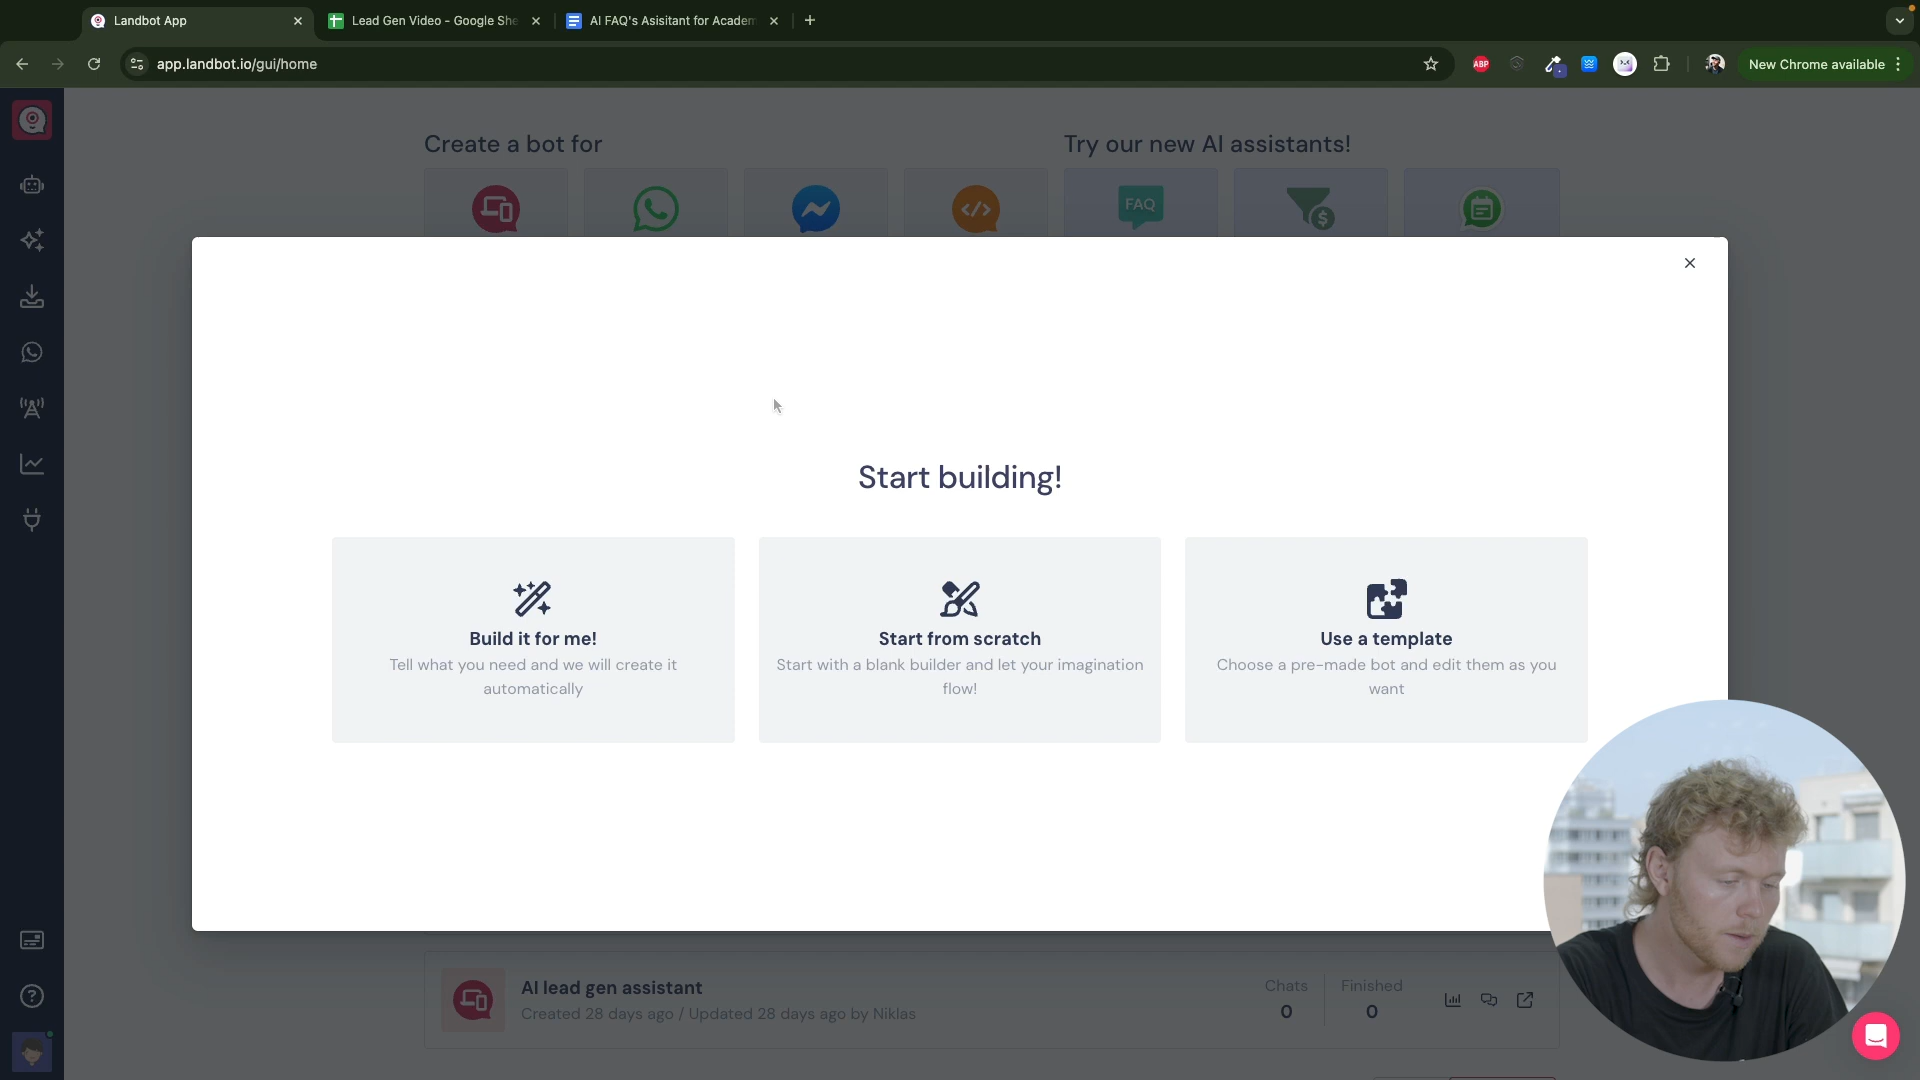 Landbot App
Lead Gen Video - Google She
AI FAQ's Asisitant for Academ
app.landbot.io/gui/home
ABP
New Chrome available
Create a bot for
Try our new AI assistants!
FAQ
Start building!
Build it for me!
Tell what you need and we will create it
automatically
Start from scratch
Start with a blank builder and let your imagination
flow!
Use a template
Choose a pre-made bot and edit them as you
want
AI lead gen assistant
Created 28 days ago / Updated 28 days ago by Niklas
Chats
0
Finished
0